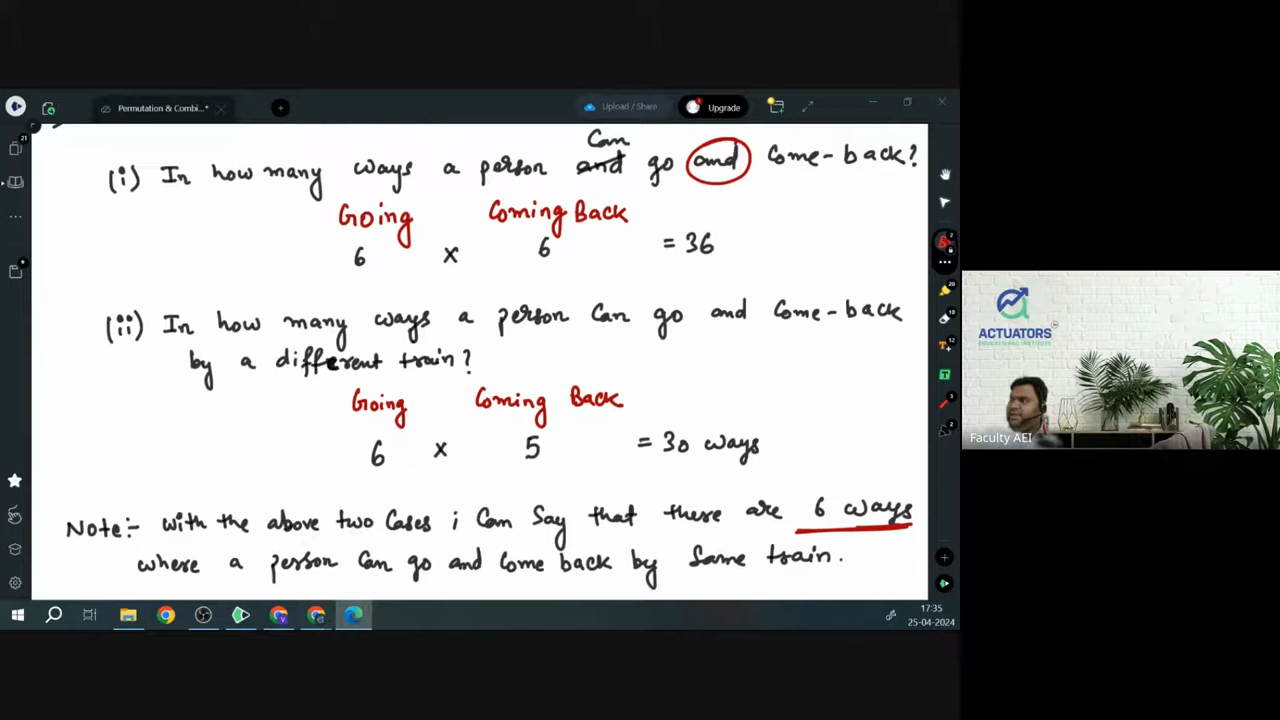 Permutation & Combi...*
Upload / Share
Upgrade
Can
(i) In how many ways a person and go and Come-back?
Going Coming Back
6 x 6 = 36
(ii) In how many ways a person Can go and Come-back
by a different train?
Going Coming Back
6 x 5 = 30 ways
Note:- With the above two Cases i Can Say that there are 6 ways
where a person Can go and Come back by Same train.
ACTUATORS
EDUCATIONAL INSTITUTE
Faculty AEI
17:35
25-04-2024